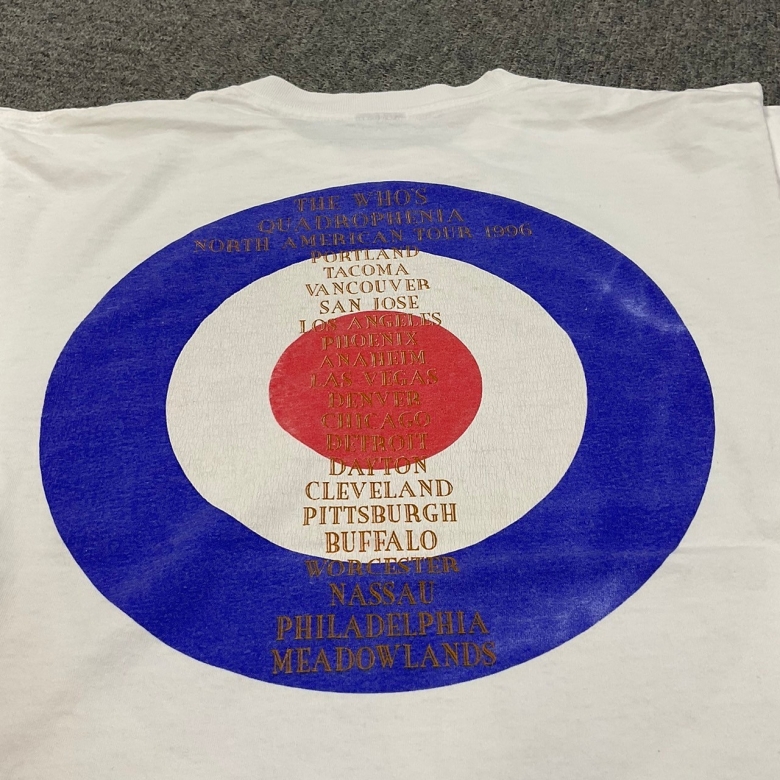 THE WHO'S
QUADROPHENIA
NORTH AMERICAN TOUR 1996
PORTLAND
TACOMA
VANCOUVER
SAN JOSE
LOS ANGELES
PHOENIX
ANAHEIM
LAS VEGAS
DENVER
CHICAGO
DETROIT
DAYTON
CLEVELAND
PITTSBURGH
BUFFALO
WORCESTER
NASSAU
PHILADELPHIA
MEADOWLANDS